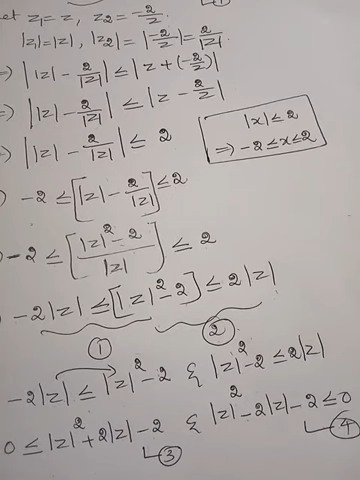 let z₁ = z, z₂ = -2/z
|z₁| = |z|, |z₂| = |-2/z| = 2/|z|
⇒ ||z| - 2/|z|| ≤ |z + (-2/z)|
⇒ ||z| - 2/|z|| ≤ |z - 2/z|
⇒ ||z| - 2/|z|| ≤ 2
|x| ≤ 2
⇒ -2 ≤ x ≤ 2
-2 ≤ [|z| - 2/|z|] ≤ 2
-2 ≤ [(|z|² - 2)/|z|] ≤ 2
-2|z| ≤ [|z|² - 2] ≤ 2|z|
① ②
-2|z| ≤ |z|² - 2 & |z|² - 2 ≤ 2|z|
0 ≤ |z|² + 2|z| - 2 & |z|² - 2|z| - 2 ≤ 0
③ ④